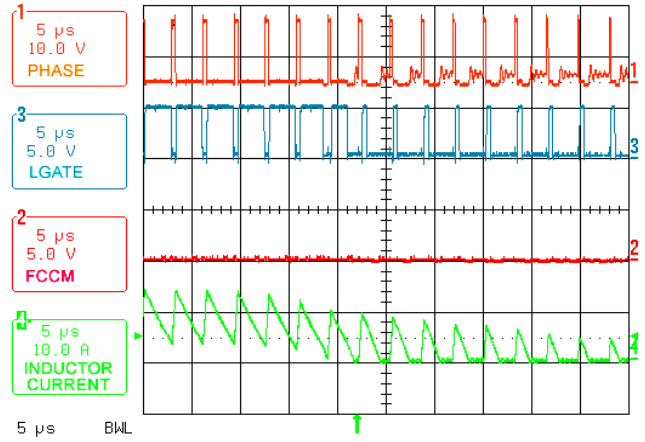 1
5 µs
10.0 V
PHASE
3
5 µs
5.0 V
LGATE
2
5 µs
5.0 V
FCCM
4
5 µs
10.0 A
INDUCTOR
CURRENT
5 µs BWL
1
3
2
4